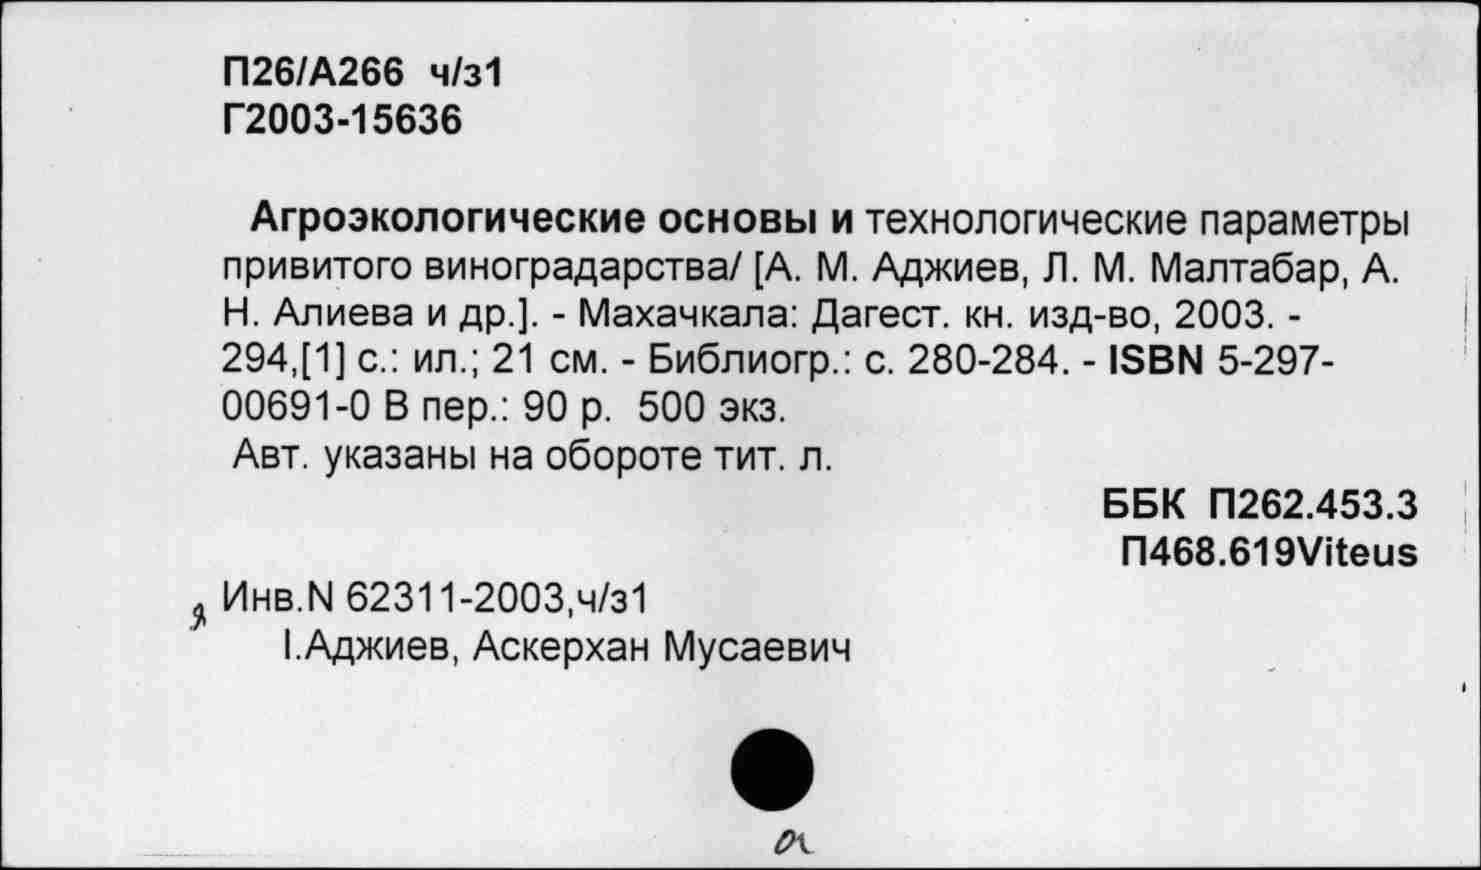 П26/А266 ч/з1
Г2003-15636
Агроэкологические основы и технологические параметры
привитого виноградарства/ [А. М. Аджиев, Л. М. Малтабар, А.
Н. Алиева и др.]. - Махачкала: Дагест. кн. изд-во, 2003. -
294,[1] с.: ил.; 21 см. - Библиогр.: с. 280-284. - ISBN 5-297-
00691-0 В пер.: 90 р. 500 экз.
Авт. указаны на обороте тит. л.
ББК П262.453.3
П468.619Viteus
Инв.N 62311-2003,ч/з1
I.Аджиев, Аскерхан Мусаевич